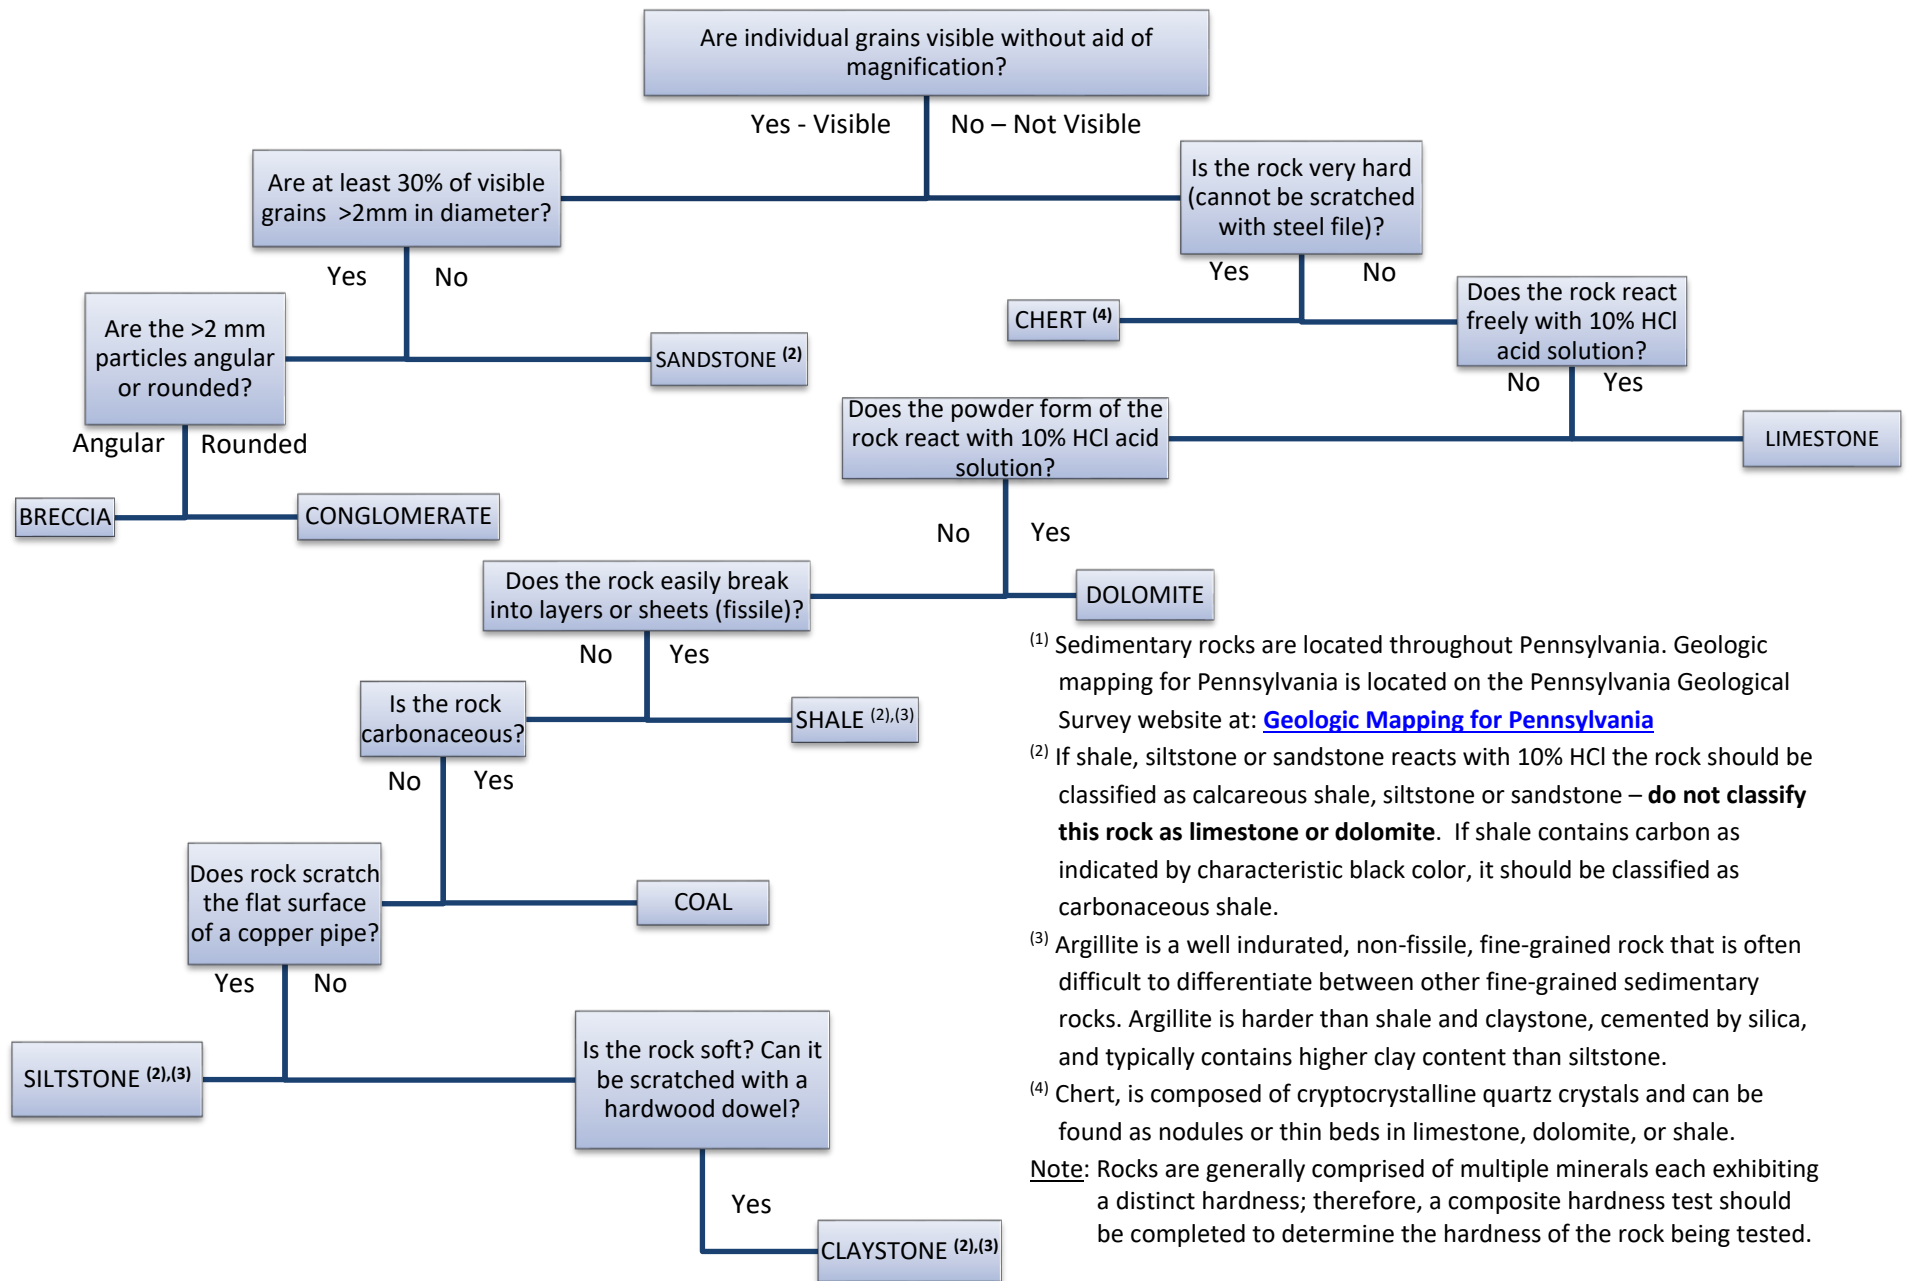 Are individual grains visible without aid of
magnification?
Yes - Visible
No – Not Visible
Are at least 30% of visible
grains >2mm in diameter?
Is the rock very hard
(cannot be scratched
with steel file)?
Yes
No
Yes
No
Are the >2 mm
particles angular
or rounded?
SANDSTONE (2)
CHERT (4)
Does the rock react
freely with 10% HCl
acid solution?
No
Yes
Angular
Rounded
Does the powder form of the
rock react with 10% HCl acid
solution?
LIMESTONE
BRECCIA
CONGLOMERATE
No
Yes
Does the rock easily break
into layers or sheets (fissile)?
DOLOMITE
No
Yes
Is the rock
carbonaceous?
SHALE (2),(3)
No
Yes
Does rock scratch
the flat surface
of a copper pipe?
COAL
Yes
No
SILTSTONE (2),(3)
Is the rock soft? Can it
be scratched with a
hardwood dowel?
Yes
CLAYSTONE (2),(3)
(1) Sedimentary rocks are located throughout Pennsylvania. Geologic
mapping for Pennsylvania is located on the Pennsylvania Geological
Survey website at: Geologic Mapping for Pennsylvania
(2) If shale, siltstone or sandstone reacts with 10% HCl the rock should be
classified as calcareous shale, siltstone or sandstone – do not classify
this rock as limestone or dolomite. If shale contains carbon as
indicated by characteristic black color, it should be classified as
carbonaceous shale.
(3) Argillite is a well indurated, non-fissile, fine-grained rock that is often
difficult to differentiate between other fine-grained sedimentary
rocks. Argillite is harder than shale and claystone, cemented by silica,
and typically contains higher clay content than siltstone.
(4) Chert, is composed of cryptocrystalline quartz crystals and can be
found as nodules or thin beds in limestone, dolomite, or shale.
Note: Rocks are generally comprised of multiple minerals each exhibiting
a distinct hardness; therefore, a composite hardness test should
be completed to determine the hardness of the rock being tested.